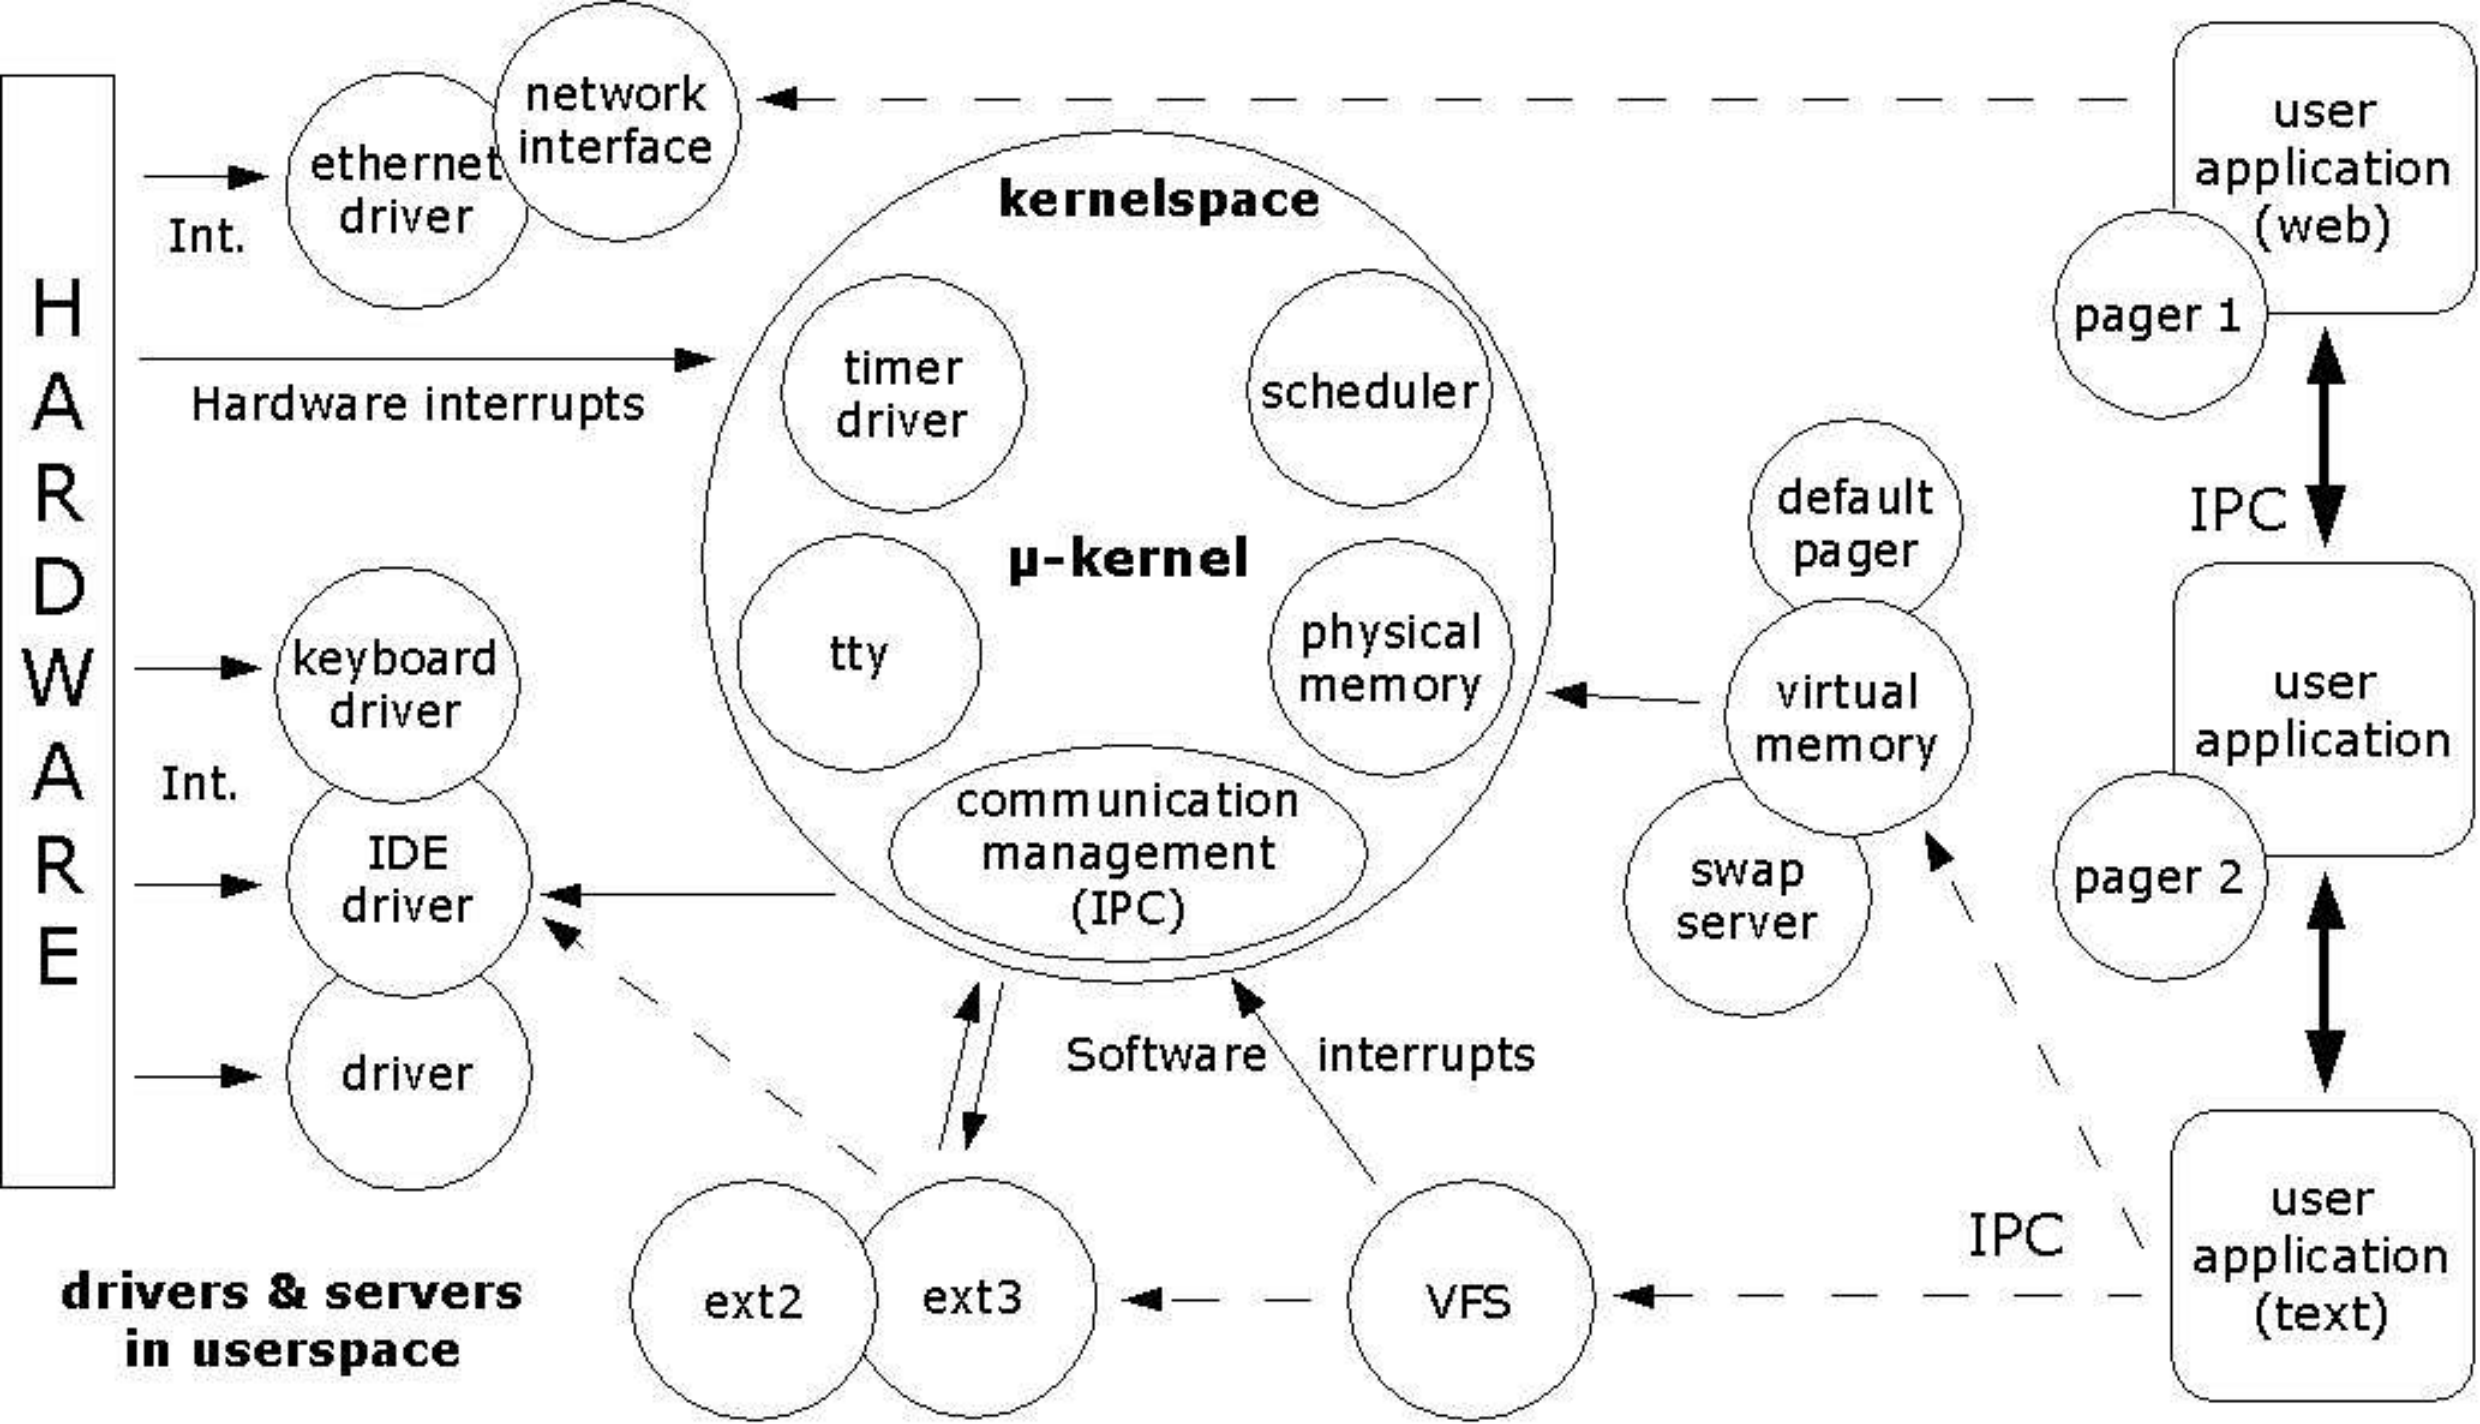 network
interface
ethernet
driver
Int.
user
application
(web)
pager 1
kernelspace
HARDWARE
Hardware interrupts
timer
driver
scheduler
default
pager
IPC
µ-kernel
keyboard
driver
tty
physical
memory
virtual
memory
user
application
Int.
IDE
driver
communication
management
(IPC)
swap
server
pager 2
driver
Software interrupts
drivers & servers
in userspace
ext2
ext3
VFS
IPC
user
application
(text)